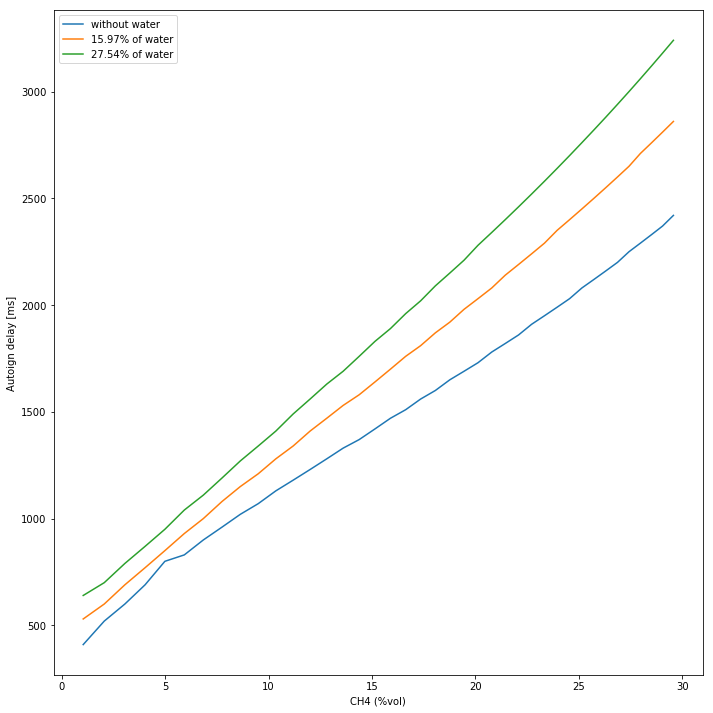 without water
15.97% of water
27.54% of water
3000
2500
2000
1500
1000
500
Autoign delay [ms]
0 5 10 15 20 25 30
CH4 (%vol)